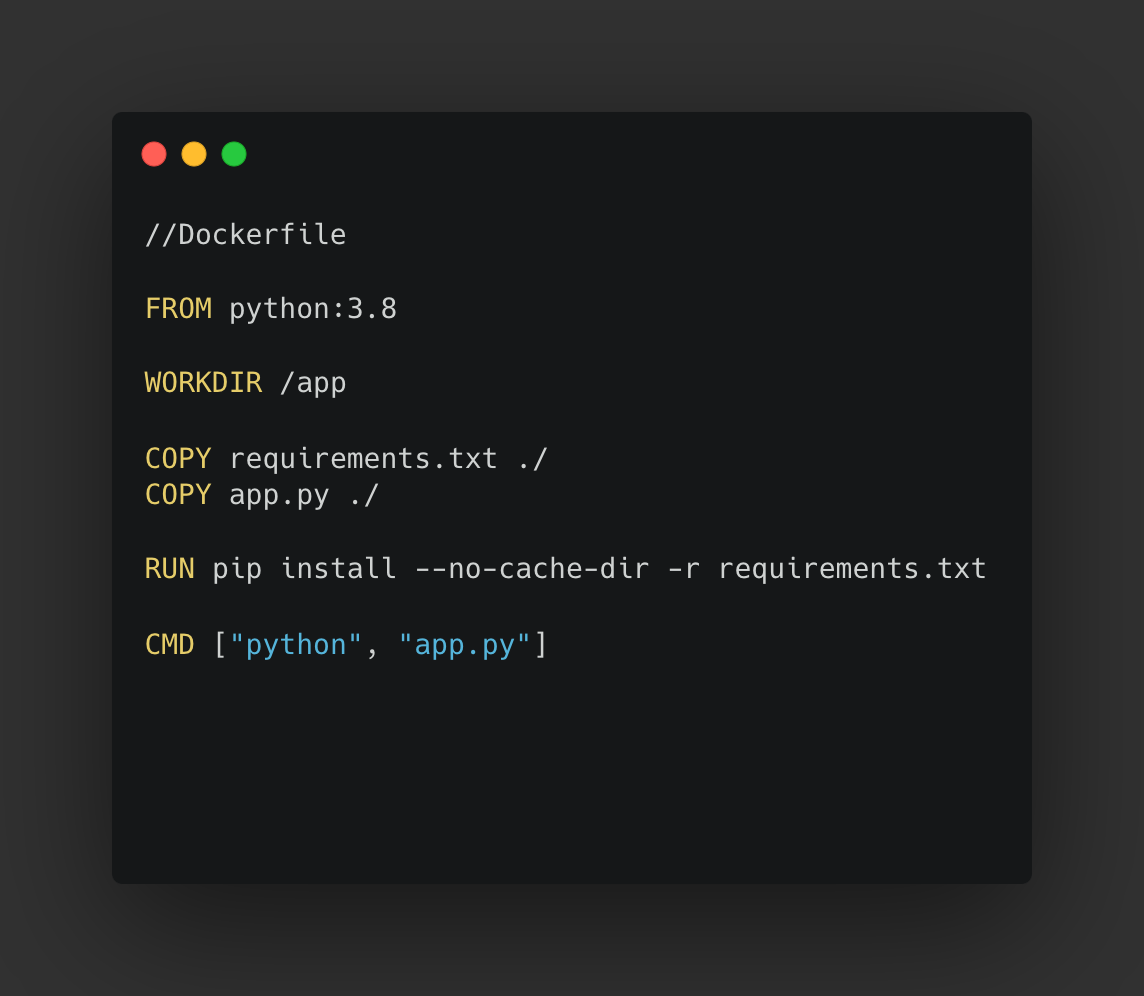 //Dockerfile
FROM python:3.8
WORKDIR /app
COPY requirements.txt ./
COPY app.py ./
RUN pip install --no-cache-dir -r requirements.txt
CMD ["python", "app.py"]